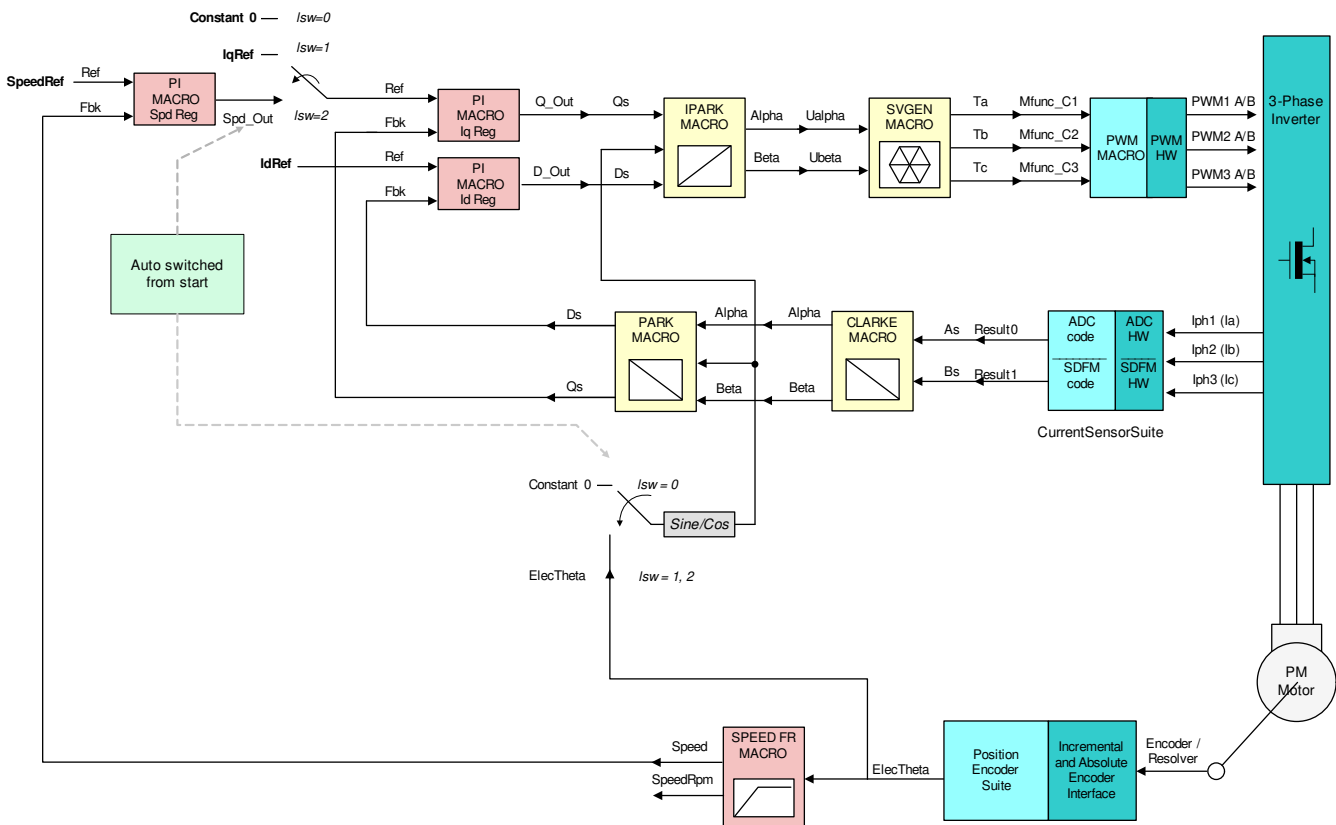 Constant 0
lsw=0
IqRef
lsw=1
SpeedRef
Ref
Fbk
PI
MACRO
Spd Reg
Spd_Out
lsw=2
Ref
Fbk
PI
MACRO
Iq Reg
Q_Out
Qs
IdRef
Ref
Fbk
PI
MACRO
Id Reg
D_Out
Ds
IPARK
MACRO
Alpha
Ualpha
Beta
Ubeta
SVGEN
MACRO
Ta
Mfunc_C1
Tb
Mfunc_C2
Tc
Mfunc_C3
PWM
MACRO
PWM
HW
PWM1 A/B
PWM2 A/B
PWM3 A/B
3-Phase
Inverter
Auto switched
from start
Ds
Qs
PARK
MACRO
Alpha
Alpha
Beta
Beta
CLARKE
MACRO
As
Result0
Bs
Result1
ADC
code
SDFM
code
ADC
HW
SDFM
HW
Iph1 (Ia)
Iph2 (Ib)
Iph3 (Ic)
CurrentSensorSuite
Constant 0
lsw = 0
Sine/Cos
ElecTheta
lsw = 1, 2
PM
Motor
Speed
SpeedRpm
SPEED FR
MACRO
ElecTheta
Position
Encoder
Suite
Incremental
and Absolute
Encoder
Interface
Encoder /
Resolver